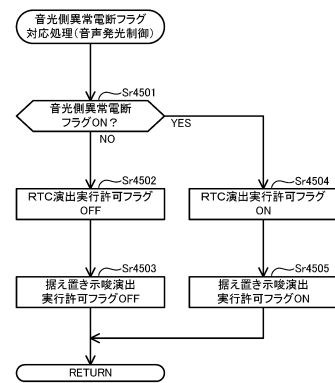 音光側異常電断フラグ
対応処理(音声発光制御)
Sr4501
音光側異常電断
フラグON?
YES
NO
Sr4502
RTC演出実行許可フラグ
OFF
Sr4504
RTC演出実行許可フラグ
ON
Sr4503
据え置き示唆演出
実行許可フラグOFF
Sr4505
据え置き示唆演出
実行許可フラグON
RETURN